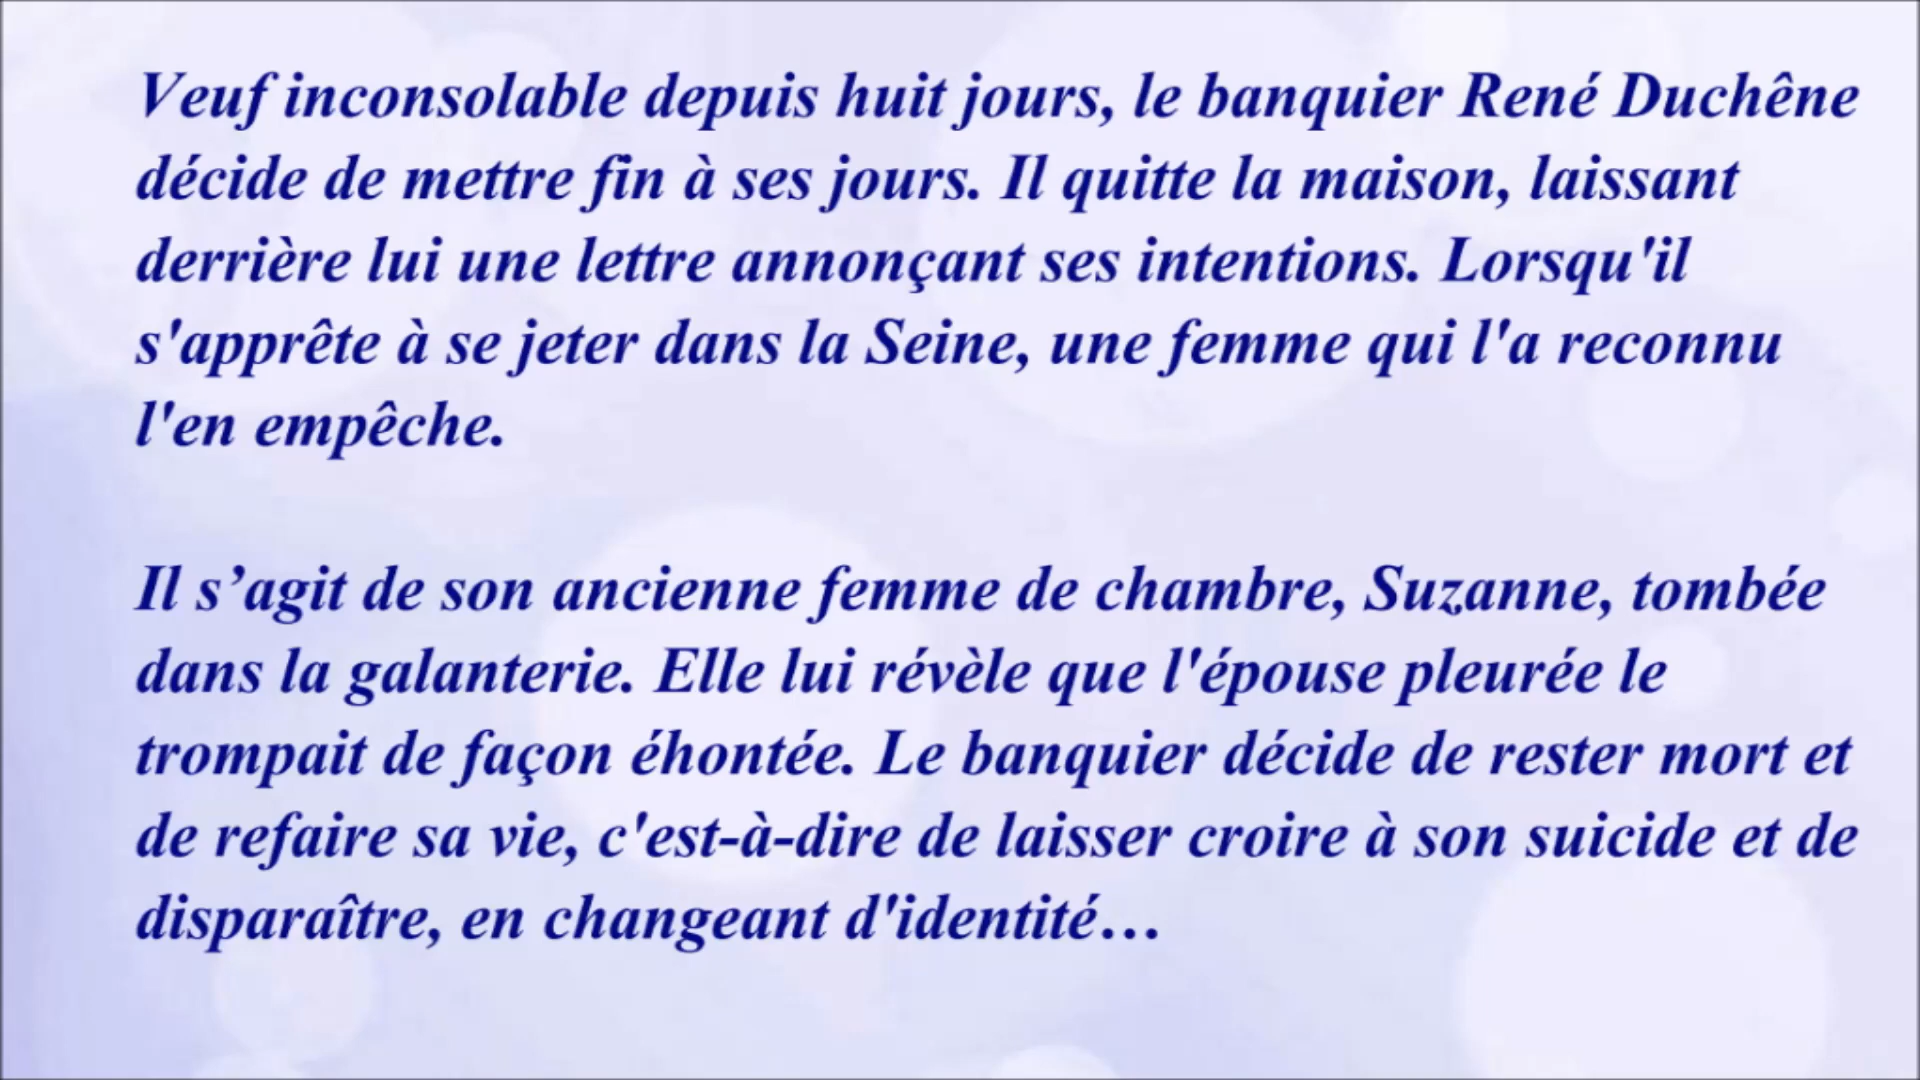 Veuf inconsolable depuis huit jours, le banquier René Duchêne
décide de mettre fin à ses jours. Il quitte la maison, laissant
derrière lui une lettre annonçant ses intentions. Lorsqu'il
s'apprête à se jeter dans la Seine, une femme qui l'a reconnu
l'en empêche.
Il s’agit de son ancienne femme de chambre, Suzanne, tombée
dans la galanterie. Elle lui révèle que l'épouse pleurée le
trompait de façon éhontée. Le banquier décide de rester mort et
de refaire sa vie, c'est-à-dire de laisser croire à son suicide et de
disparaître, en changeant d'identité…